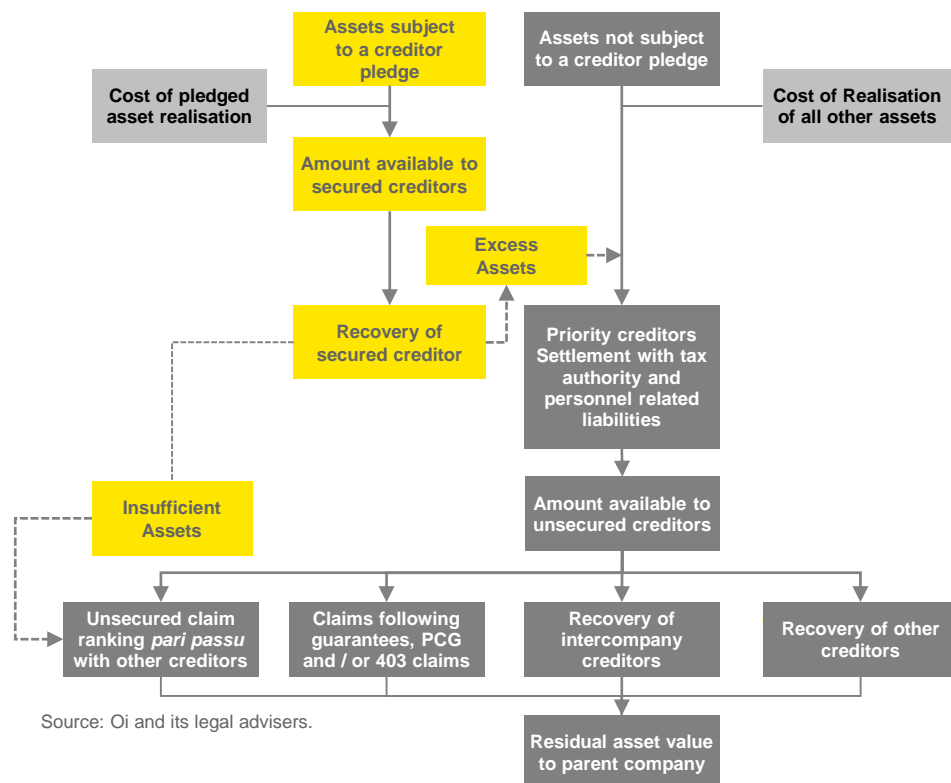 Assets subject
to a creditor
pledge
Assets not subject
to a creditor pledge
Cost of pledged
asset realisation
Cost of Realisation
of all other assets
Amount available to
secured creditors
Excess
Assets
Recovery of
secured creditor
Priority creditors
Settlement with tax
authority and
personnel related
liabilities
Insufficient
Assets
Amount available to
unsecured creditors
Unsecured claim
ranking pari passu
with other creditors
Claims following
guarantees, PCG
and / or 403 claims
Recovery of
intercompany
creditors
Recovery of other
creditors
Source: Oi and its legal advisers.
Residual asset value
to parent company